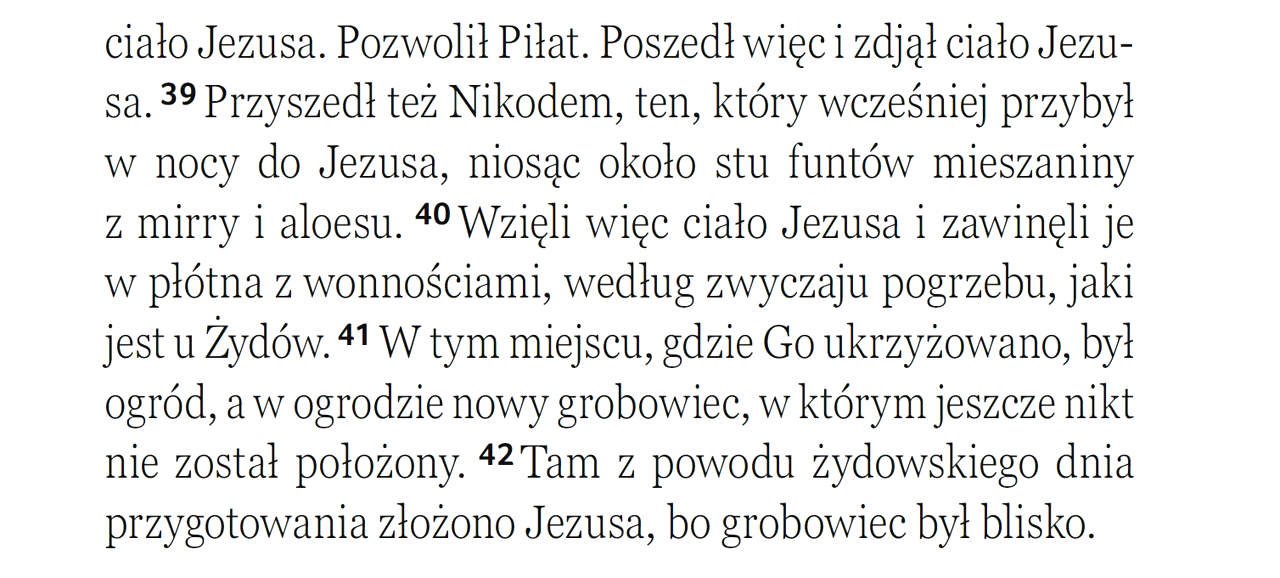 ciało Jezusa. Pozwolił Piłat. Poszedł więc i zdjął ciało Jezu-
sa. 39 Przyszedł też Nikodem, ten, który wcześniej przybył
w nocy do Jezusa, niosąc około stu funtów mieszaniny
z mirry i aloesu. 40 Wzięli więc ciało Jezusa i zawinęli je
w płótna z wonnościami, według zwyczaju pogrzebu, jaki
jest u Żydów. 41 W tym miejscu, gdzie Go ukrzyżowano, był
ogród, a w ogrodzie nowy grobowiec, w którym jeszcze nikt
nie został położony. 42 Tam z powodu żydowskiego dnia
przygotowania złożono Jezusa, bo grobowiec był blisko.